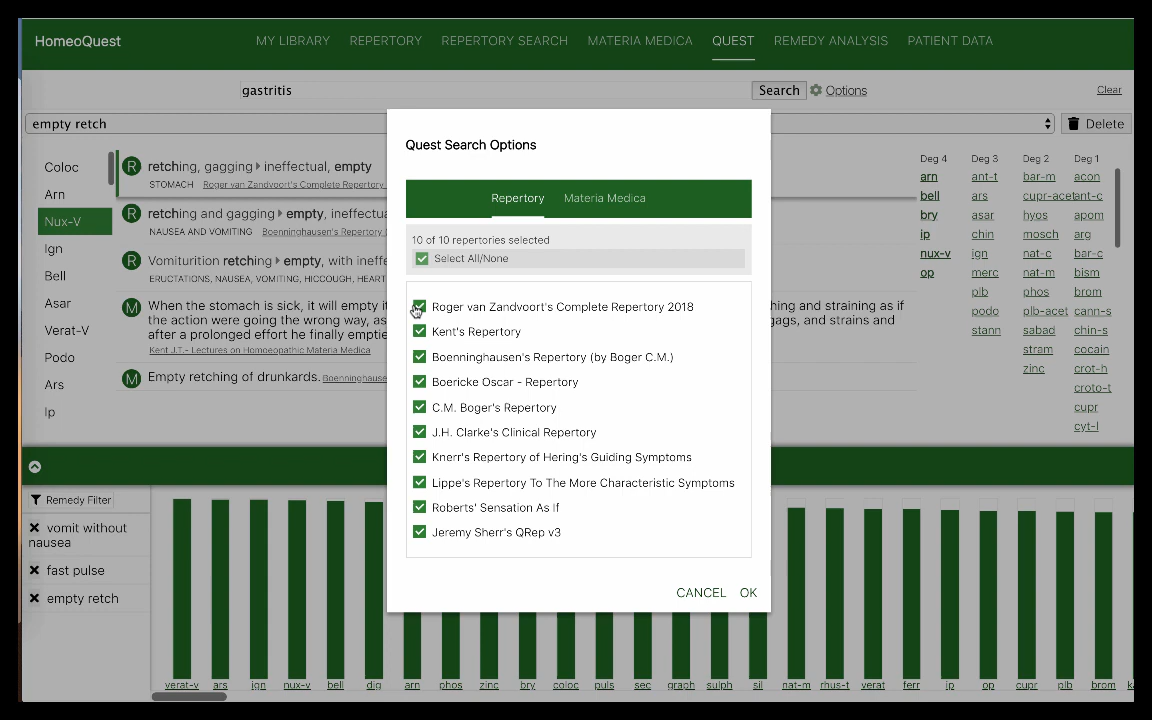 HomeoQuest
MY LIBRARY REPERTORY REPERTORY SEARCH MATERIA MEDICA QUEST REMEDY ANALYSIS PATIENT DATA
gastritis
Search
Options
Clear
empty retch
Delete
Coloc
Arn
Nux-V
Ign
Bell
Asar
Verat-V
Podo
Ars
Ip
R retching, gagging ineffectual, empty
STOMACH Roger van Zandvoort's Complete Repertory
R retching and gagging empty, ineffectu
NAUSEA AND VOMITING Boenninghausen's Repertory
R Vomiturition retching empty, with ineffe
ERUCTATIONS, NAUSEA, VOMITING, HICCOUGH, HEART
M When the stomach is sick, it will empty it
hing and straining as if
the action were going the wrong way, as
gags, and strains and
after a prolonged effort he finally emptie
Kent J.T.- Lectures on Homoeopathic Materia Medica
M Empty retching of drunkards. Boenninghause
Deg 4
arn
bell
bry
ip
nux-v
op
Deg 3
ant-t
ars
asar
chin
ign
merc
plb
podo
stann
Deg 2
bar-m
cupr-acet
hyos
mosch
nat-c
nat-m
phos
plb-acet
sabad
stram
zinc
Deg 1
acon
ant-c
apom
arg
bar-c
bism
brom
cann-s
chin-s
cocain
crot-h
croto-t
cupr
cyt-l
Quest Search Options
Repertory Materia Medica
10 of 10 repertories selected
Select All/None
Roger van Zandvoort's Complete Repertory 2018
Kent's Repertory
Boenninghausen's Repertory (by Boger C.M.)
Boericke Oscar - Repertory
C.M. Boger's Repertory
J.H. Clarke's Clinical Repertory
Knerr's Repertory of Hering's Guiding Symptoms
Lippe's Repertory To The More Characteristic Symptoms
Roberts' Sensation As If
Jeremy Sherr's QRep v3
CANCEL OK
Remedy Filter
vomit without
nausea
fast pulse
empty retch
verat-v ars ign nux-v bell dig arn phos zinc bry coloc puls sec graph sulph sil nat-m rhus-t verat ferr ip op cupr plb brom